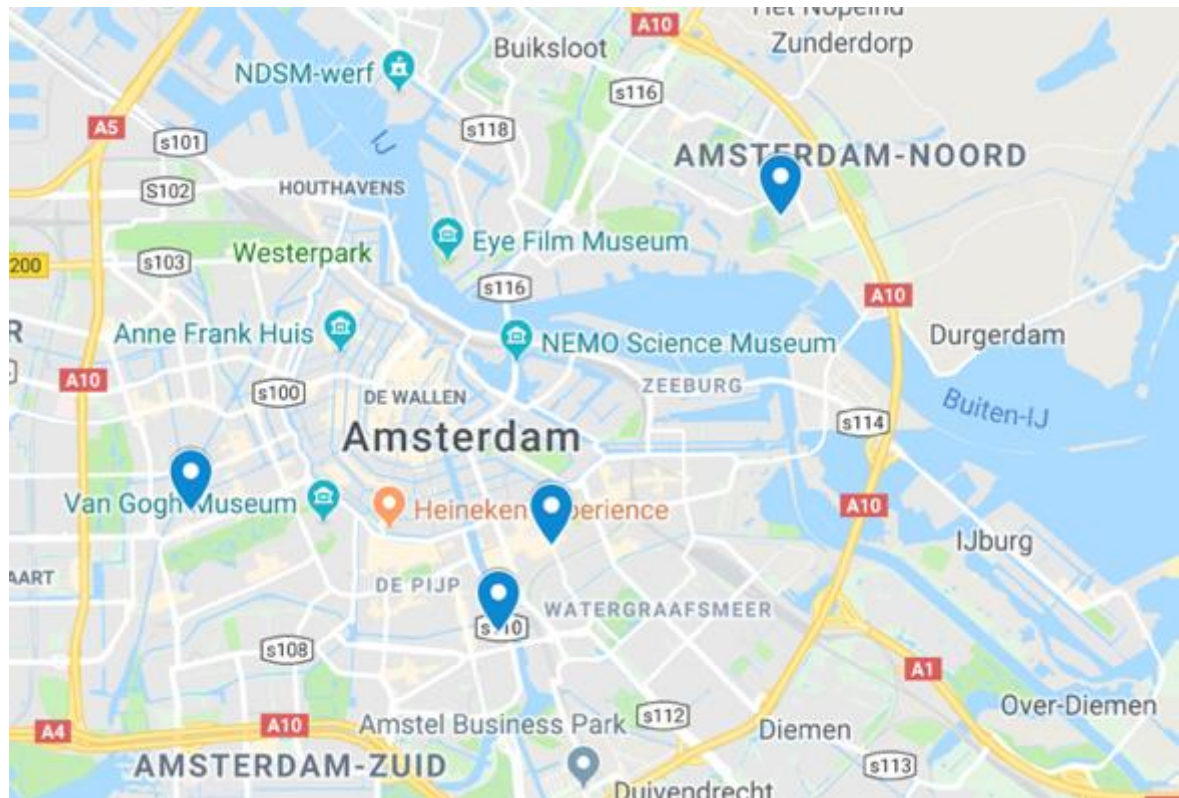 Het Nopeind
A10
Buiksloot
Zunderdorp
NDSM-werf
s116
A5
s101
s118
IJ
AMSTERDAM-NOORD
S102
HOUTHAVENS
Westerpark
Eye Film Museum
200
s103
s116
A10
Anne Frank Huis
NEMO Science Museum
Durgerdam
R
A10
s100
DE WALLEN
ZEEBURG
Buiten-IJ
Amsterdam
s114
Van Gogh Museum
Heineken
perience
A10
IJburg
AART
DE PIJP
WATERGRAAFSMEER
s108
A1
Over-Diemen
A4
A10
Amstel Business Park
s112
Diemen
AMSTERDAM-ZUID
s113
Duivendrecht